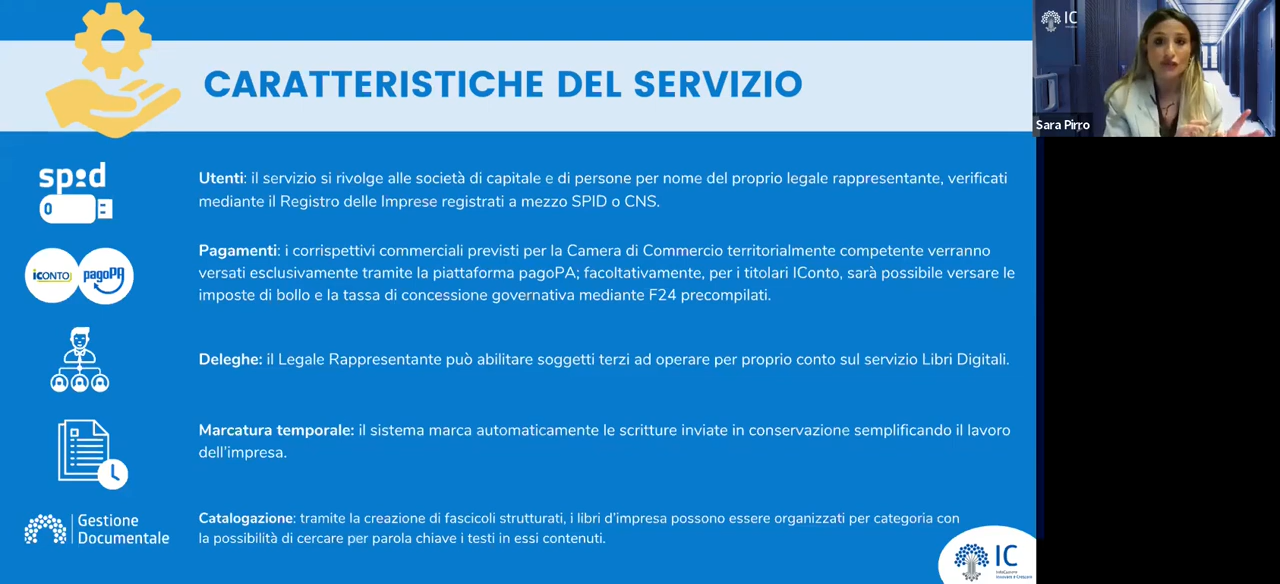 CARATTERISTICHE DEL SERVIZIO
IC
Sara Pirro
spid
Utenti: il servizio si rivolge alle società di capitale e di persone per nome del proprio legale rappresentante, verificati
mediante il Registro delle Imprese registrati a mezzo SPID o CNS.
iCONTO
pagoPA
Pagamenti: i corrispettivi commerciali previsti per la Camera di Commercio territorialmente competente verranno
versati esclusivamente tramite la piattaforma pagoPA; facoltativamente, per i titolari IConto, sarà possibile versare le
imposte di bollo e la tassa di concessione governativa mediante F24 precompilati.
Deleghe: il Legale Rappresentante può abilitare soggetti terzi ad operare per proprio conto sul servizio Libri Digitali.
Marcatura temporale: il sistema marca automaticamente le scritture inviate in conservazione semplificando il lavoro
dell'impresa.
Gestione
Documentale
Catalogazione: tramite la creazione di fascicoli strutturati, i libri d'impresa possono essere organizzati per categoria con
la possibilità di cercare per parola chiave i testi in essi contenuti.
IC